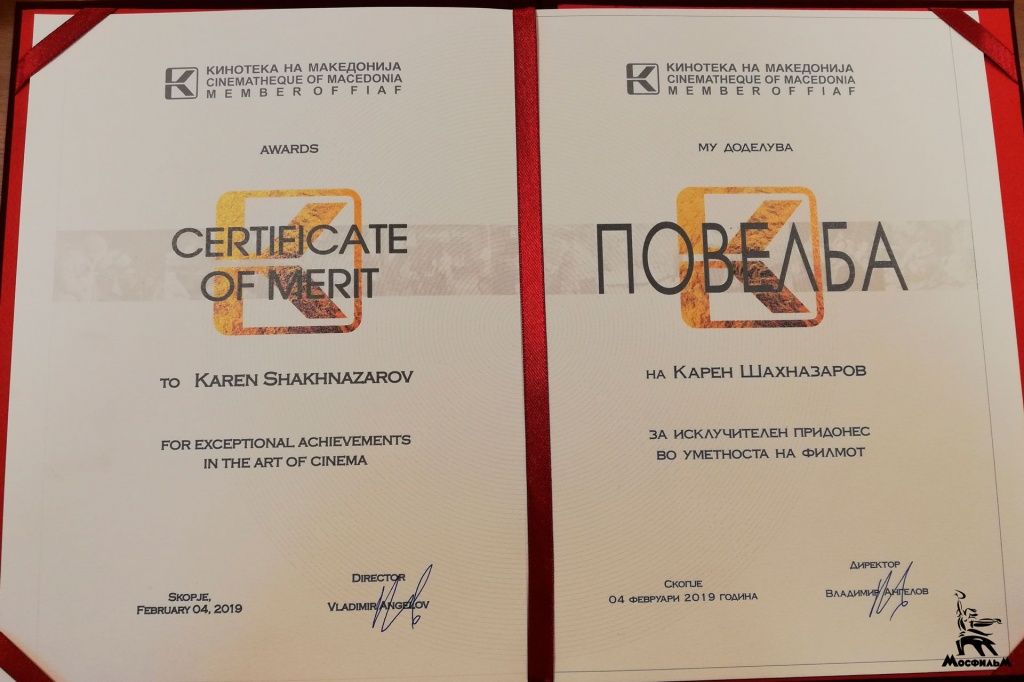 КИНОТЕКА НА МАКЕДОНИЈА
CINEMATHEQUE OF MACEDONIA
MEMBER OF FIAF
AWARDS
CERTIFICATE
OF MERIT
TO KAREN SHAKHNAZAROV
FOR EXCEPTIONAL ACHIEVEMENTS
IN THE ART OF CINEMA
SKOPJE,
FEBRUARY 04, 2019
DIRECTOR
VLADIMIR ANGELOV
КИНОТЕКА НА МАКЕДОНИЈА
CINEMATHEQUE OF MACEDONIA
MEMBER OF FIAF
МУ ДОДЕЛУВА
ПОВЕЛБА
НА КАРЕН ШАХНАЗАРОВ
ЗА ИСКЛУЧИТЕЛЕН ПРИДОНЕС
ВО УМЕТНОСТА НА ФИЛМОТ
СКОПЈЕ
04 ФЕВРУАРИ 2019 ГОДИНА
ДИРЕКТОР
ВЛАДИМИР АНГЕЛОВ
МОСФИЛЬМ